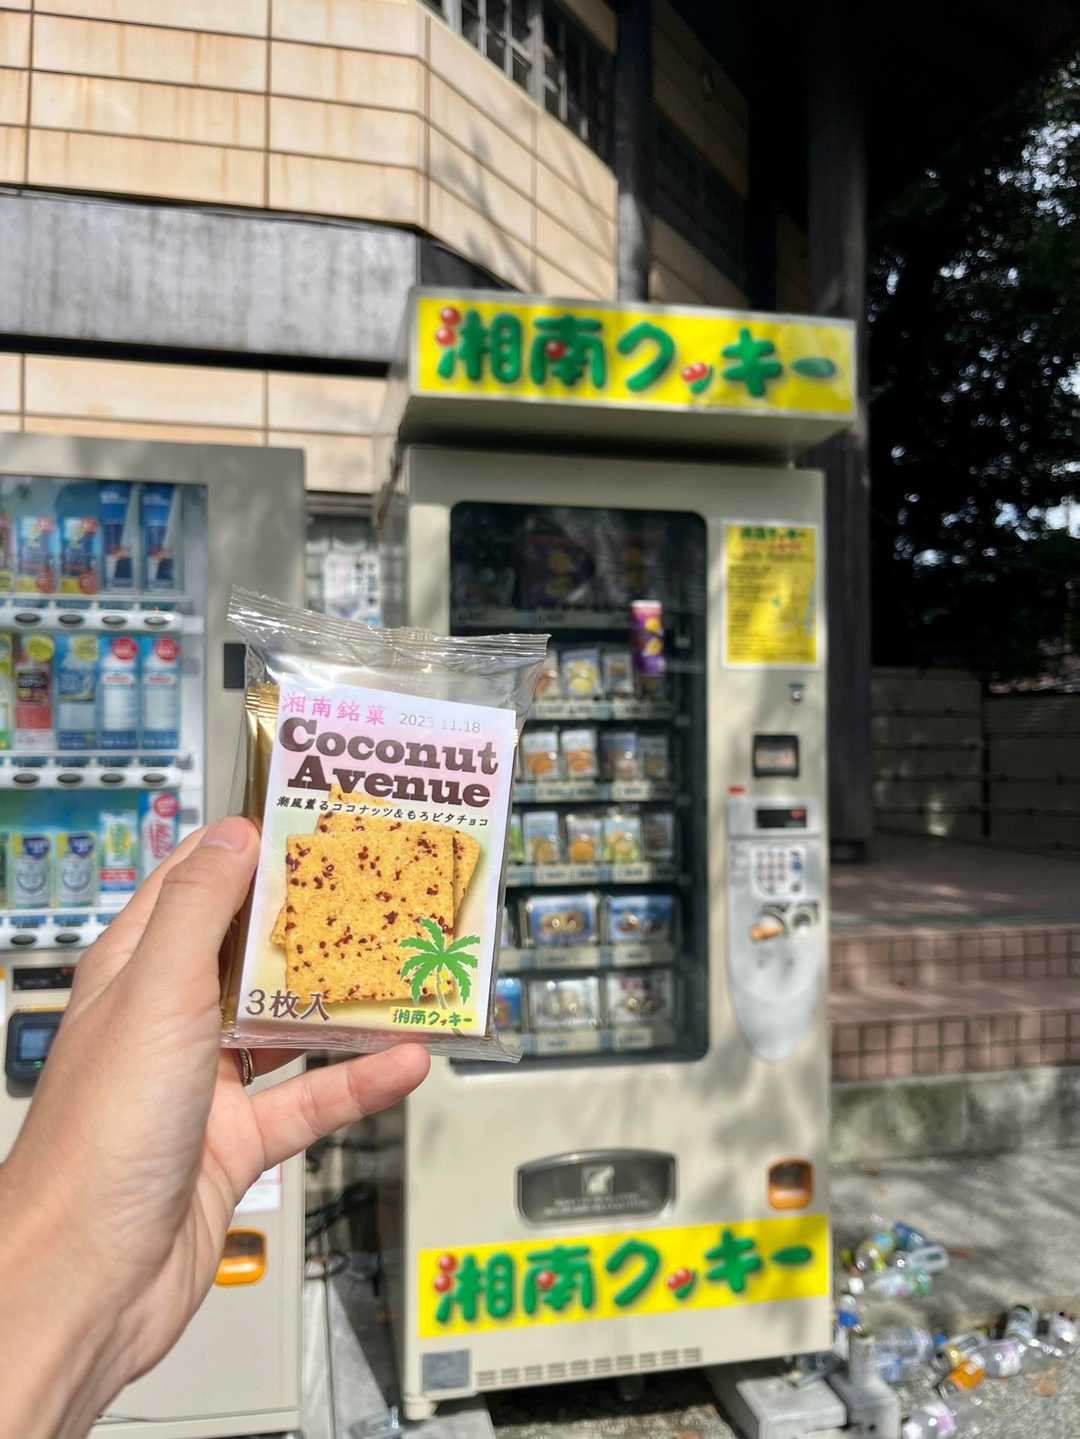 湘南クッキー
湘南銘菓 2023.11.18
Coconut
Avenue
潮風薫るココナッツ&もろビタチョコ
3枚入
湘南クッキー
湘南クッキー